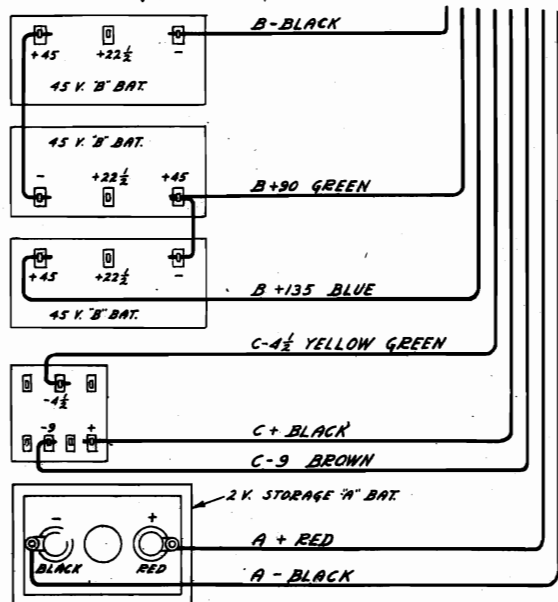 B-BLACK
+45 +22½ -
45 V. "B" BAT.
45 V. "B" BAT.
- +22½ +45
B+90 GREEN
+45 +22½ -
B+135 BLUE
45 V. "B" BAT.
C-4½ YELLOW GREEN
-4½
-9 +
C+ BLACK
C-9 BROWN
2 V. STORAGE "A" BAT.
- +
BLACK RED
A + RED
A - BLACK